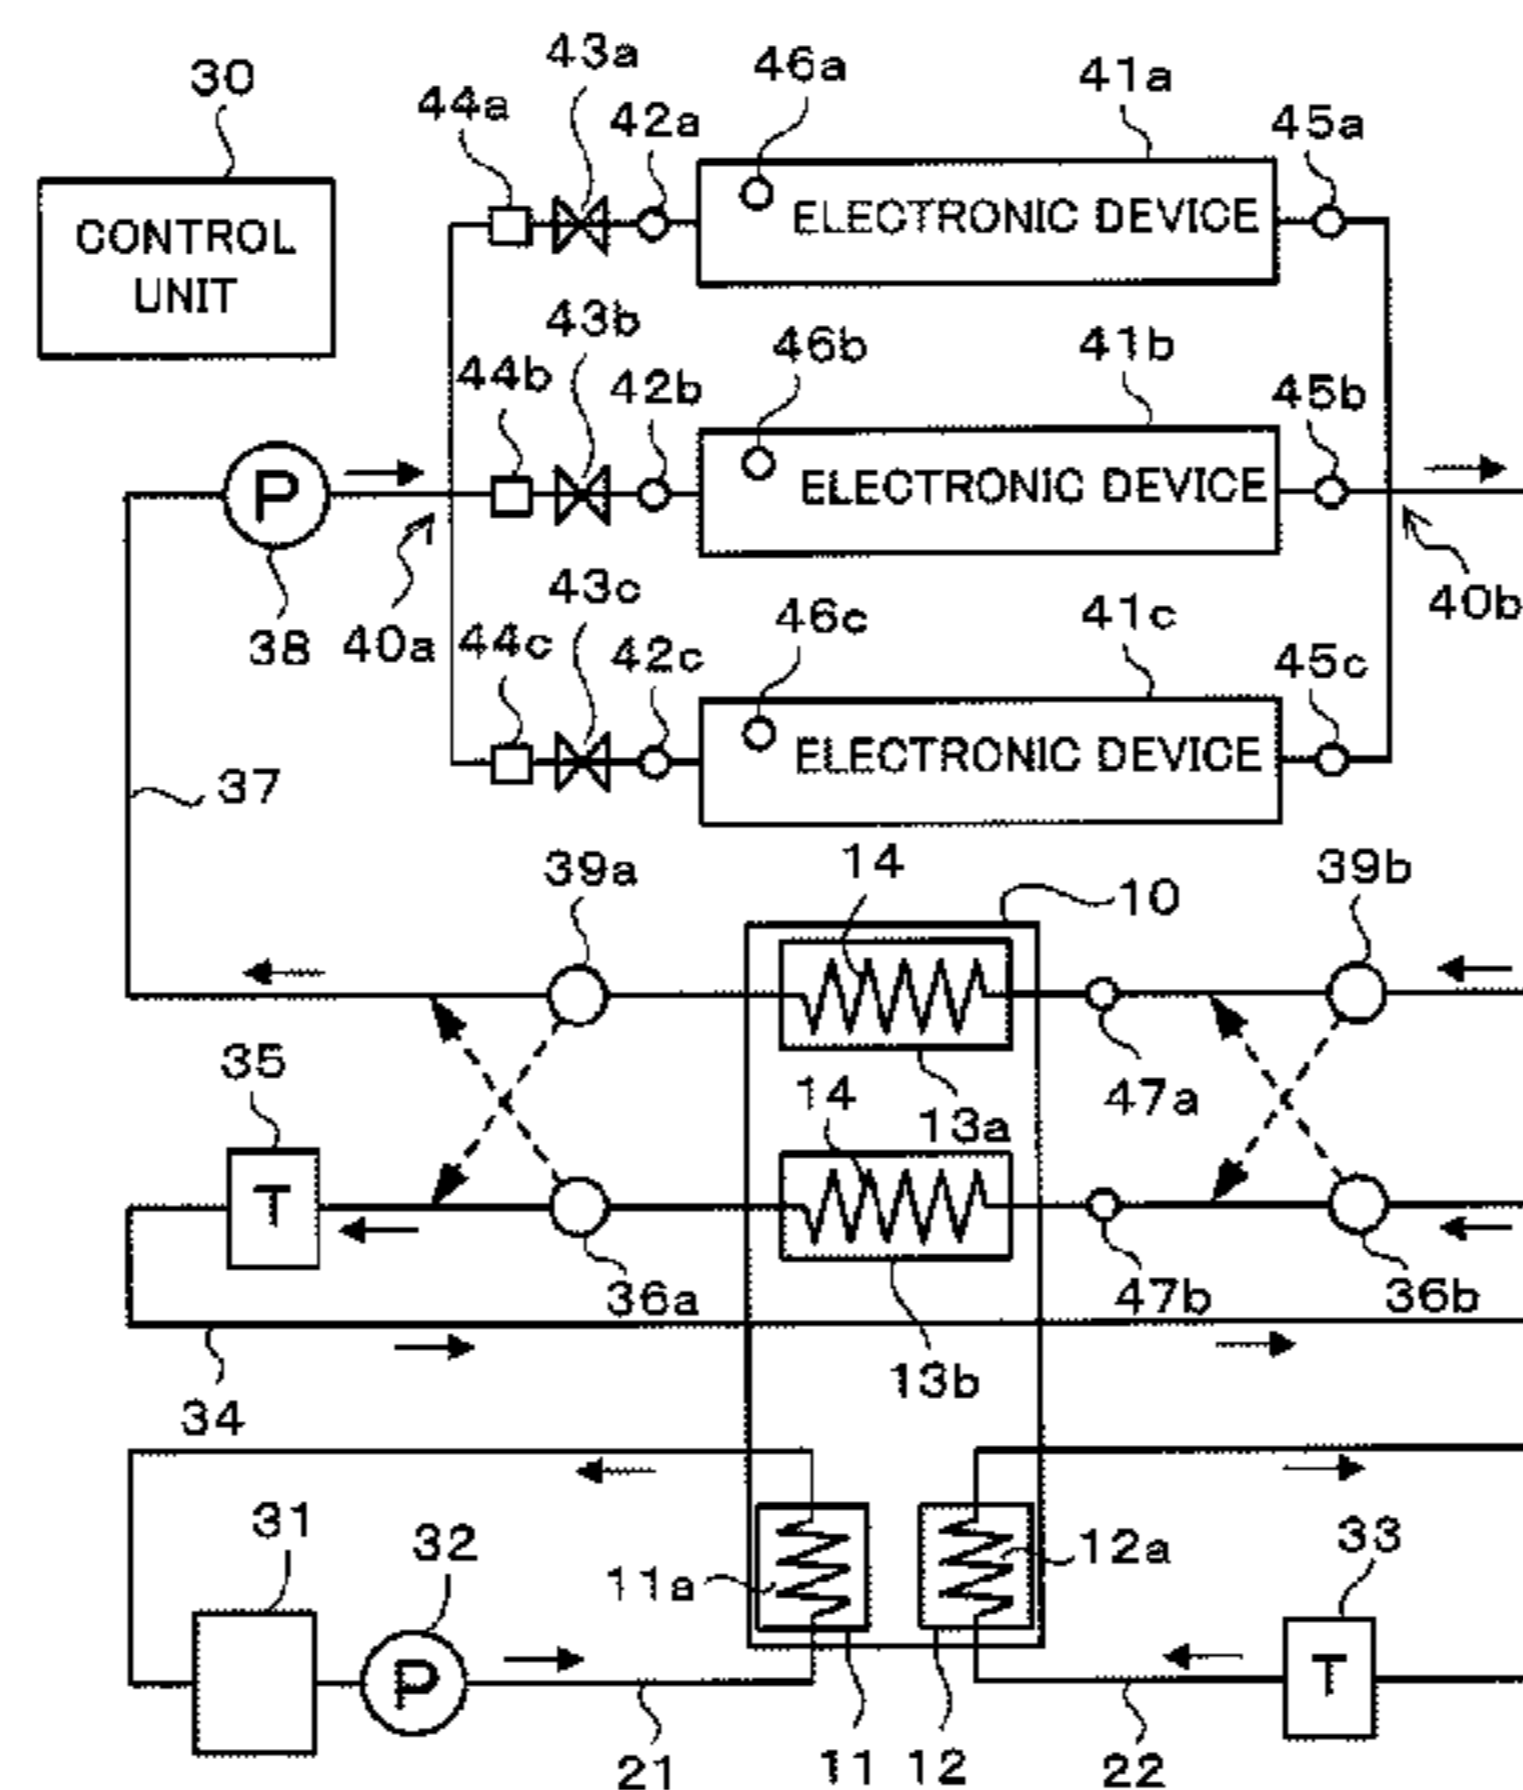 43a
46a
41a
30
44a
42a
45a
CONTROL
UNIT
ELECTRONIC DEVICE
43b
46b
41b
44b
42b
45b
P
ELECTRONIC DEVICE
43c
46c
41c
40b
38
40a
44c
42c
45c
ELECTRONIC DEVICE
37
39a
14
10
39b
35
14
47a
13a
T
36a
47b
36b
13b
34
31
32
11a
12a
33
P
T
21
11
12
22